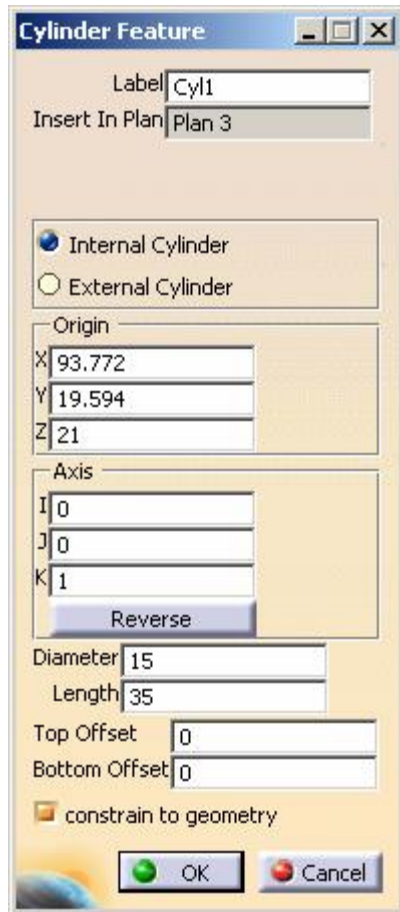 Cylinder Feature
Label Cyl1
Insert In Plan Plan 3
Internal Cylinder
External Cylinder
Origin
X 93.772
Y 19.594
Z 21
Axis
I 0
J 0
K 1
Reverse
Diameter 15
Length 35
Top Offset 0
Bottom Offset 0
constrain to geometry
OK Cancel